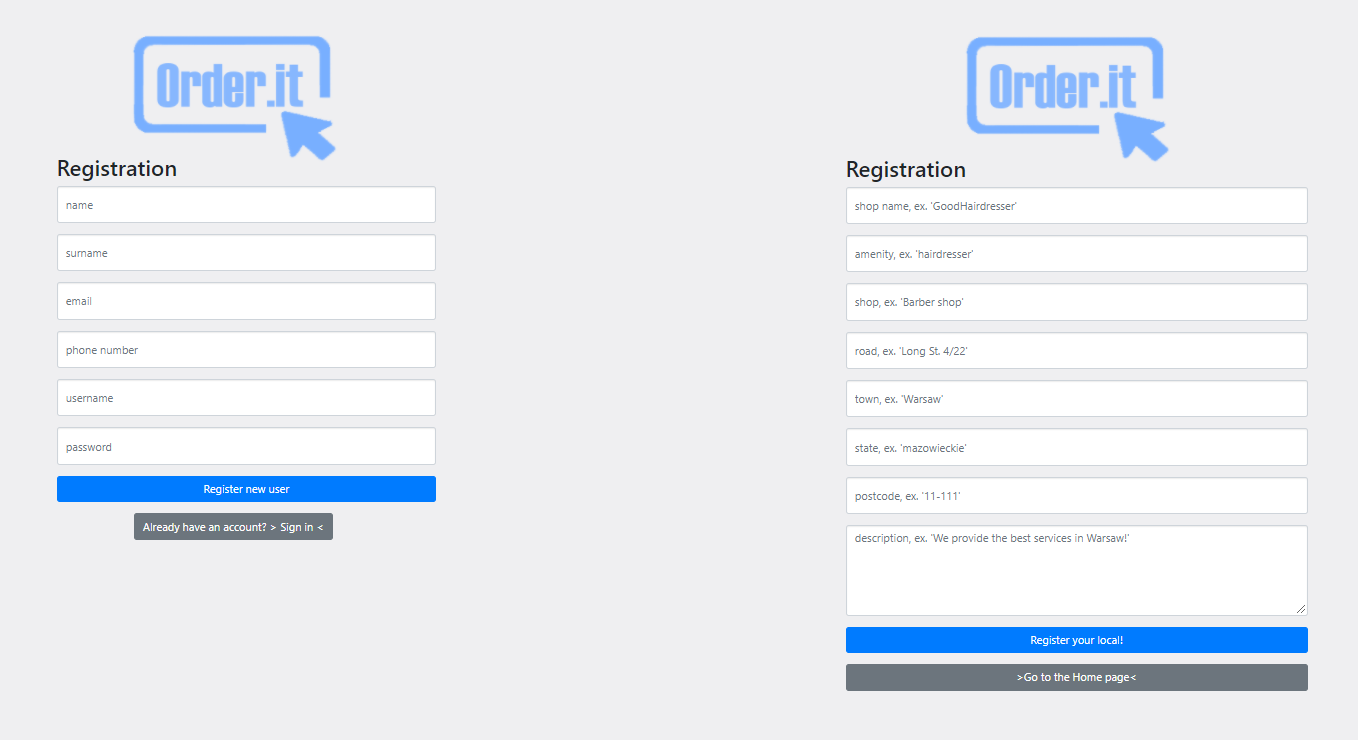 Order.it
Registration
name
surname
email
phone number
username
password
Register new user
Already have an account? > Sign in <
Order.it
Registration
shop name, ex. 'GoodHairdresser'
amenity, ex. 'hairdresser'
shop, ex. 'Barber shop'
road, ex. 'Long St. 4/22'
town, ex. 'Warsaw'
state, ex. 'mazowieckie'
postcode, ex. '11-111'
description, ex. 'We provide the best services in Warsaw!'
Register your local!
>Go to the Home page<